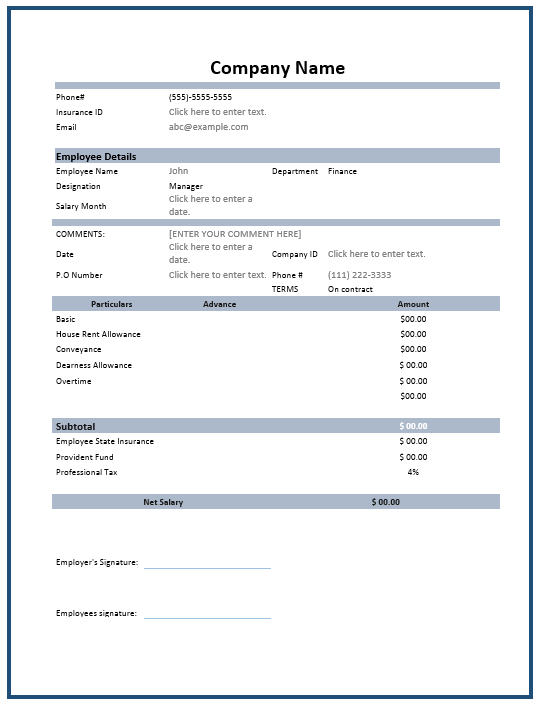 Company Name
Phone# (555)-5555-5555
Insurance ID Click here to enter text.
Email abc@example.com
Employee Details
Employee Name John Department Finance
Designation Manager
Salary Month Click here to enter a
date.
COMMENTS: [ENTER YOUR COMMENT HERE]
Date Click here to enter a
date. Company ID Click here to enter text.
P.O Number Click here to enter text. Phone # (111) 222-3333
TERMS On contract
Particulars Advance Amount
Basic $00.00
House Rent Allowance $00.00
Conveyance $00.00
Dearness Allowance $00.00
Overtime $ 00.00
$00.00
Subtotal $ 00.00
Employee State Insurance $ 00.00
Provident Fund $ 00.00
Professional Tax 4%
Net Salary $ 00.00
Employer's Signature:
Employees signature: